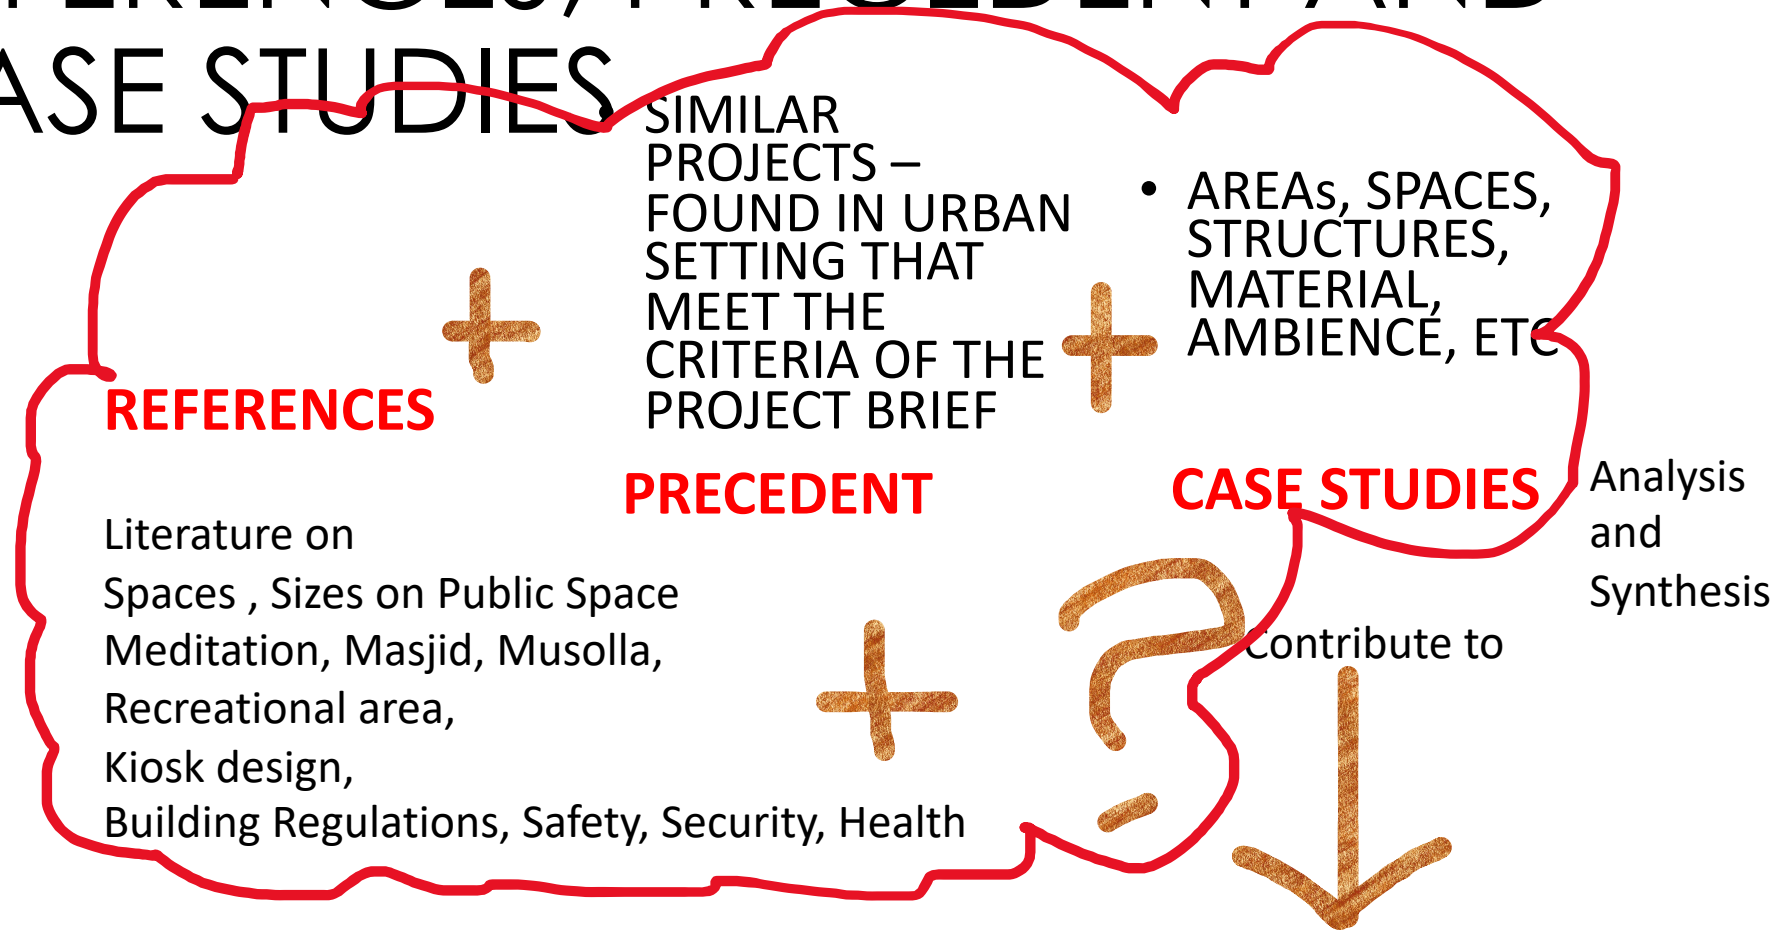 PRECEDENT AND
ASE STUDIES
• SIMILAR
PROJECTS –
FOUND IN URBAN
SETTING THAT
MEET THE
CRITERIA OF THE
PROJECT BRIEF
• AREAs, SPACES,
STRUCTURES,
MATERIAL,
AMBIENCE, ETC
REFERENCES
PRECEDENT
CASE STUDIES
Literature on
Spaces , Sizes on Public Space
Meditation, Masjid, Musolla,
Recreational area,
Kiosk design,
Building Regulations, Safety, Security, Health
+
+
+
?
Analysis
and
Synthesis
Contribute to